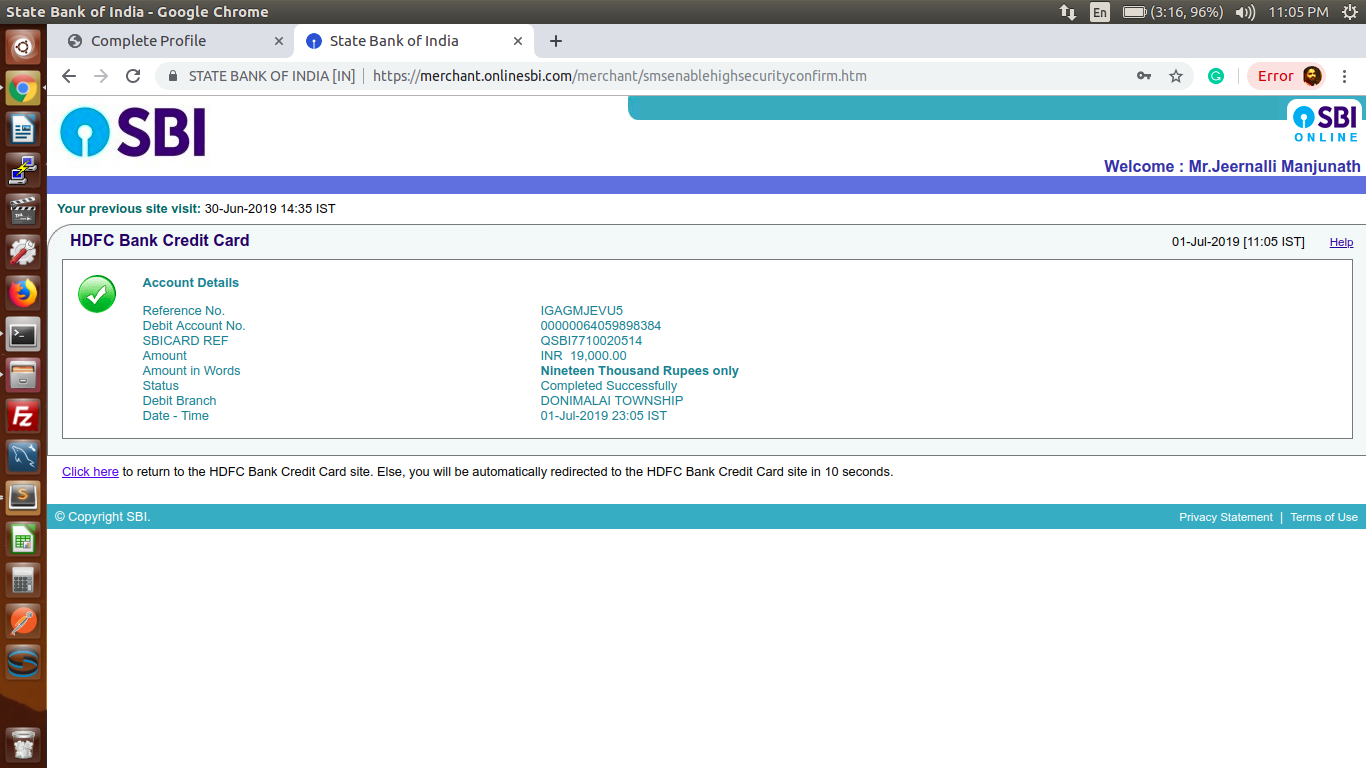 State Bank of India - Google Chrome
En (3:16, 96%) 11:05 PM
Complete Profile
State Bank of India
STATE BANK OF INDIA [IN] https://merchant.onlinesbi.com/merchant/smsenablehighsecurityconfirm.htm
Error
SBI
SBI
ONLINE
Welcome : Mr.Jeernalli Manjunath
Your previous site visit: 30-Jun-2019 14:35 IST
HDFC Bank Credit Card
01-Jul-2019 [11:05 IST] Help
Account Details
Reference No. IGAGMJEVU5
Debit Account No. 00000064059898384
SBICARD REF QSBI7710020514
Amount INR 19,000.00
Amount in Words Nineteen Thousand Rupees only
Status Completed Successfully
Debit Branch DONIMALAI TOWNSHIP
Date - Time 01-Jul-2019 23:05 IST
Click here to return to the HDFC Bank Credit Card site. Else, you will be automatically redirected to the HDFC Bank Credit Card site in 10 seconds.
© Copyright SBI.
Privacy Statement | Terms of Use